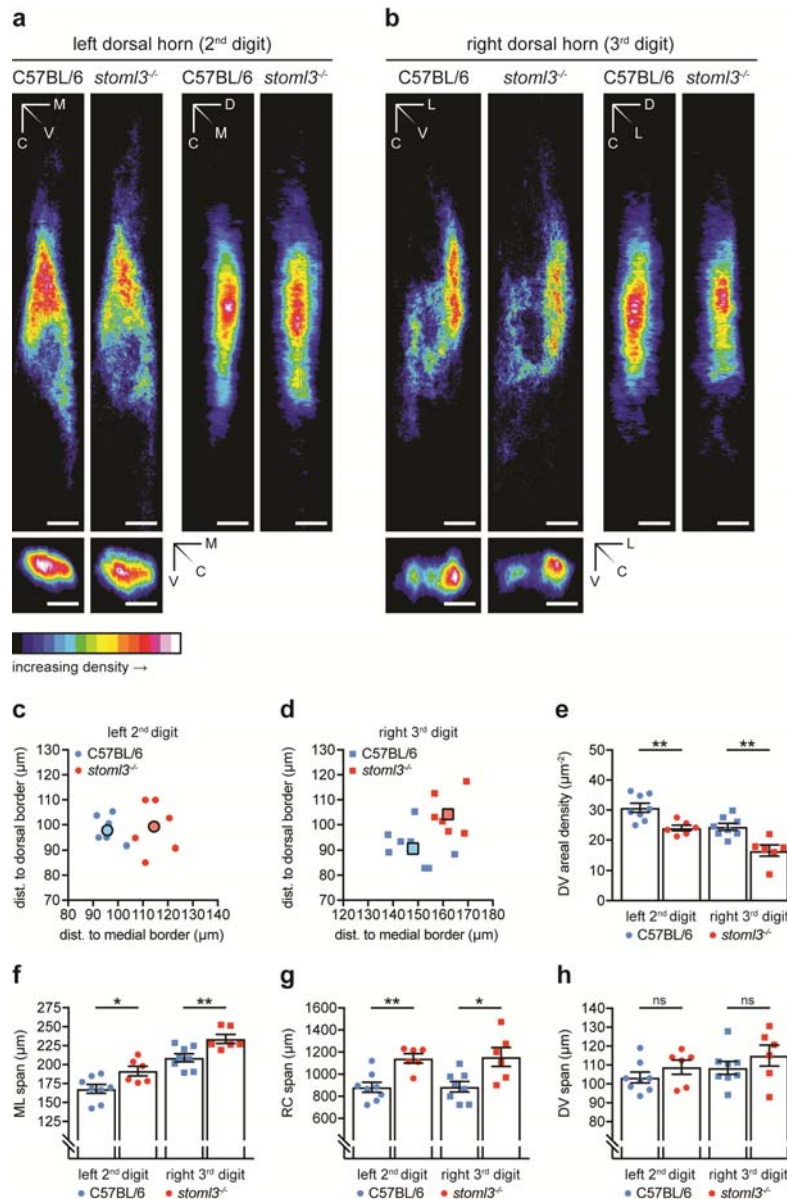 a
left dorsal horn (2nd digit)
C57BL/6 stoml3-/- C57BL/6 stoml3-/-
M
V
C
D
M
C
M
C
V
b
right dorsal horn (3rd digit)
C57BL/6 stoml3-/- C57BL/6 stoml3-/-
L
V
C
D
L
C
L
C
V
increasing density →
c
left 2nd digit
C57BL/6
stoml3-/-
dist. to dorsal border (µm)
130
120
110
100
90
80
70
80 90 100 110 120 130 140
dist. to medial border (µm)
d
right 3rd digit
C57BL/6
stoml3-/-
dist. to dorsal border (µm)
130
120
110
100
90
80
70
120 130 140 150 160 170 180
dist. to medial border (µm)
e
DV areal density (µm-2)
50
40
30
20
10
0
** **
left 2nd digit right 3rd digit
C57BL/6 stoml3-/-
f
ML span (µm)
275
250
225
200
175
150
125
* **
left 2nd digit right 3rd digit
C57BL/6 stoml3-/-
g
RC span (µm)
1600
1400
1200
1000
800
600
** *
left 2nd digit right 3rd digit
C57BL/6 stoml3-/-
h
DV span (µm)
140
130
120
110
100
90
80
ns ns
left 2nd digit right 3rd digit
C57BL/6 stoml3-/-